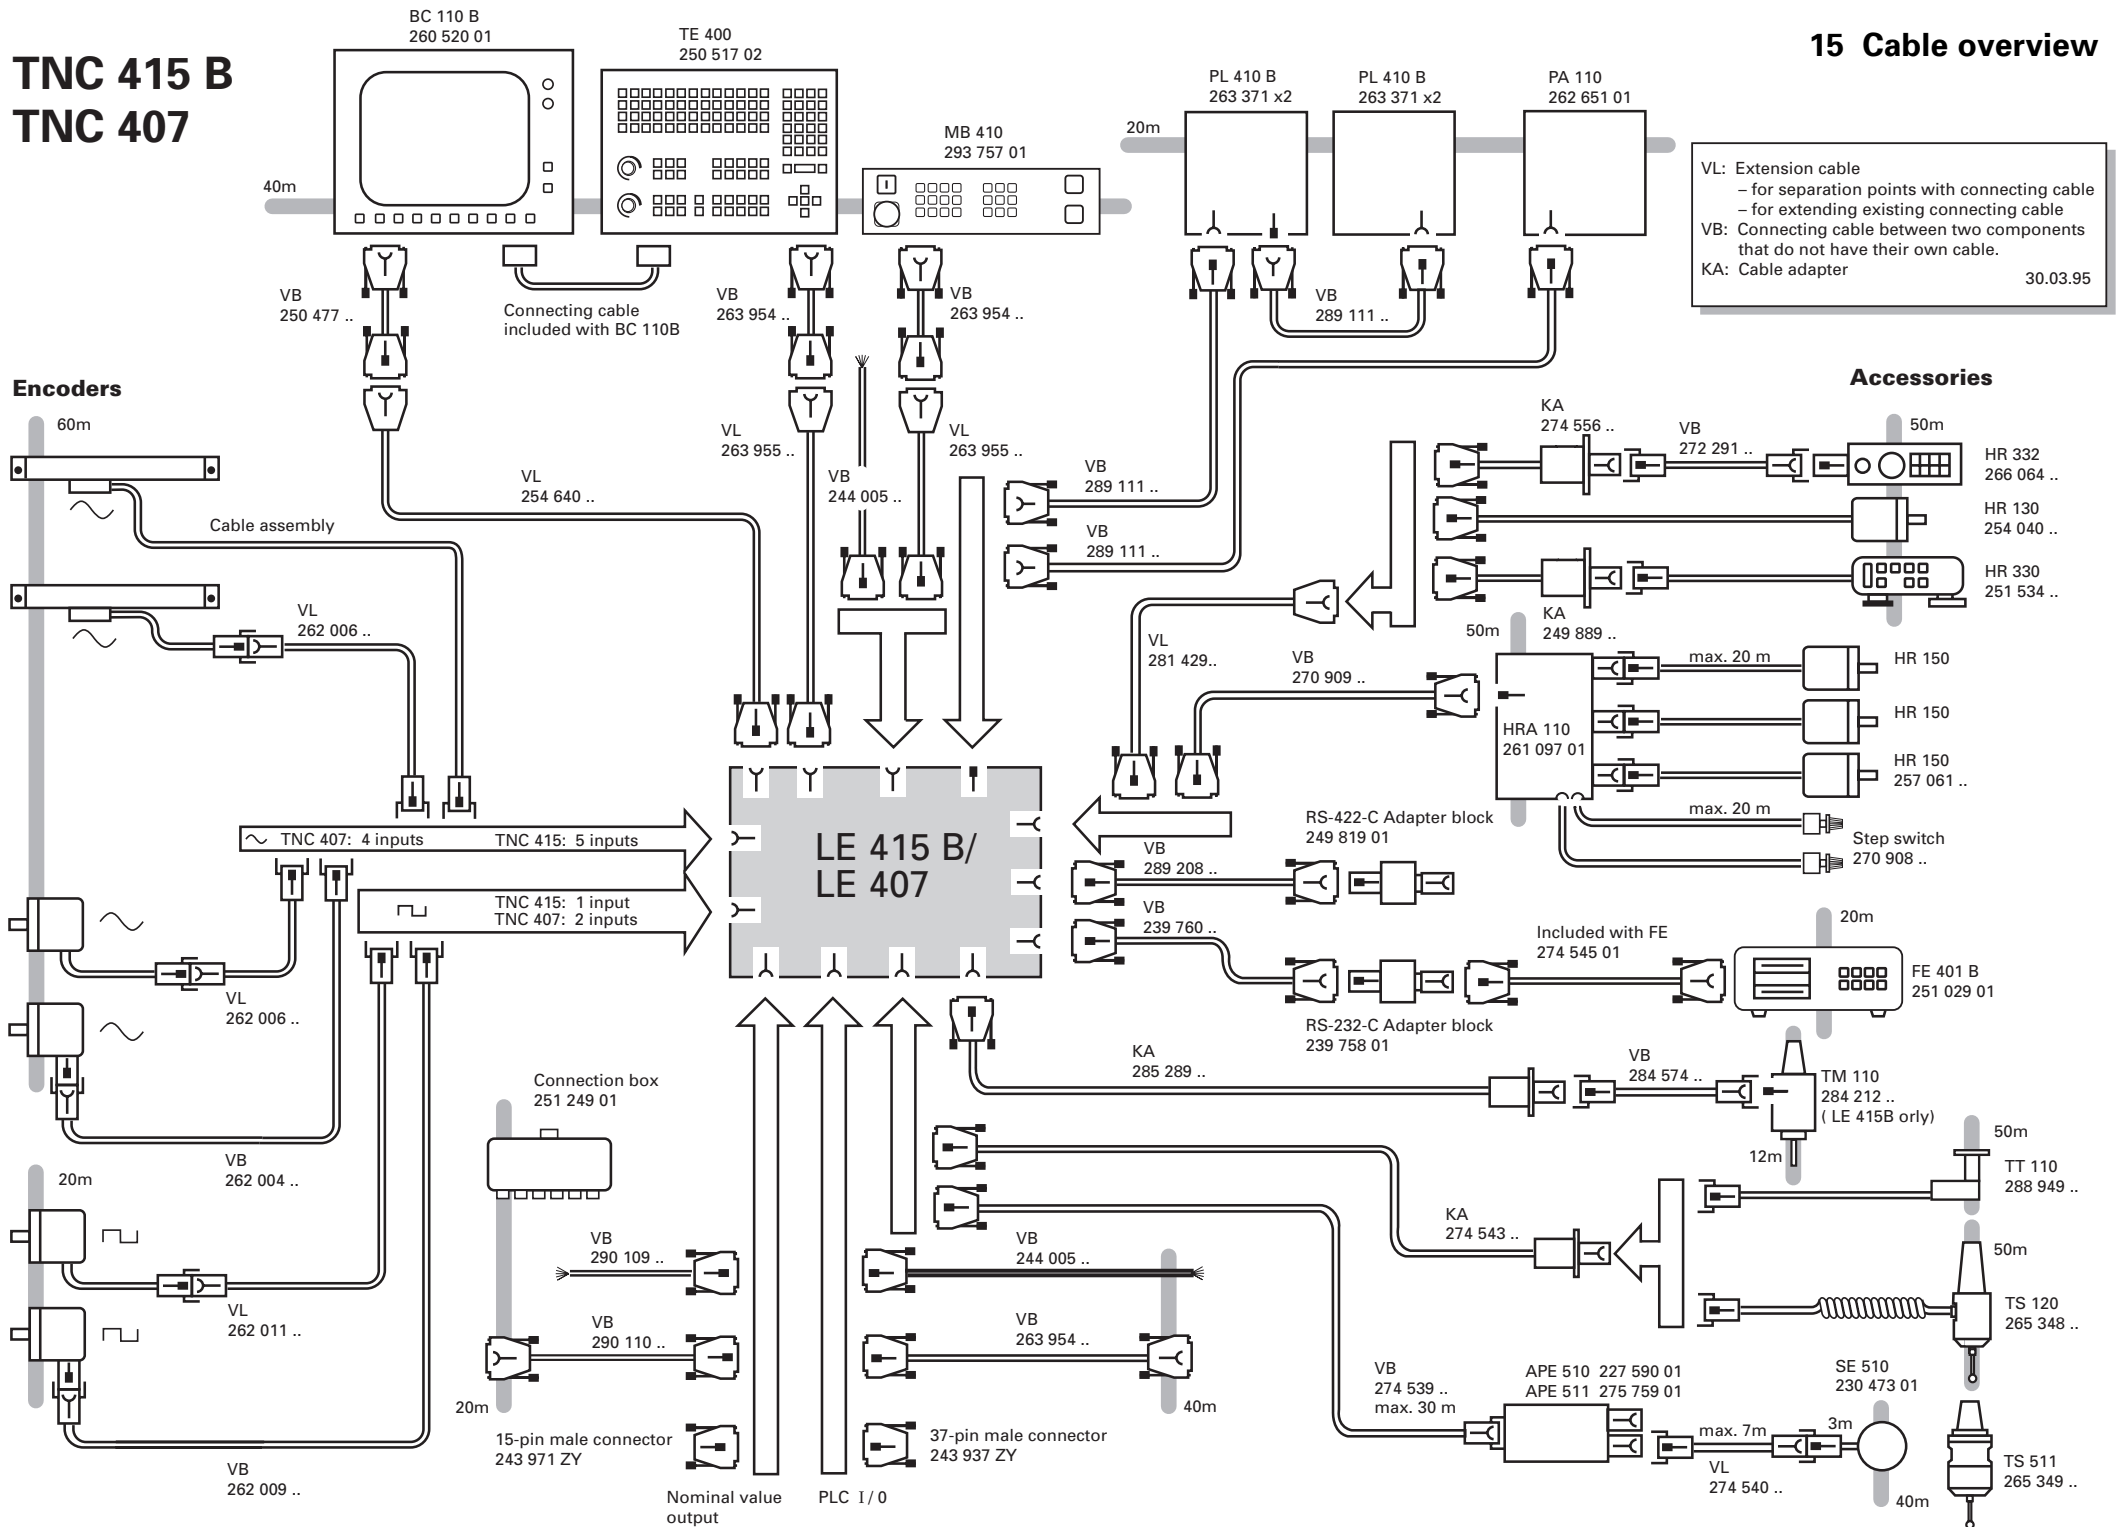 TNC 415 B
TNC 407
15 Cable overview
BC 110 B
260 520 01
TE 400
250 517 02
MB 410
293 757 01
PL 410 B
263 371 x2
PL 410 B
263 371 x2
PA 110
262 651 01
20m
40m
VL: Extension cable
– for separation points with connecting cable
– for extending existing connecting cable
VB: Connecting cable between two components
that do not have their own cable.
KA: Cable adapter
30.03.95
VB
250 477 ..
Connecting cable
included with BC 110B
VB
263 954 ..
VB
263 954 ..
VB
289 111 ..
Encoders
60m
Accessories
VL
254 640 ..
VL
263 955 ..
VB
244 005 ..
VL
263 955 ..
VB
289 111 ..
VB
289 111 ..
KA
274 556 ..
VB
272 291 ..
50m
HR 332
266 064 ..
HR 130
254 040 ..
HR 330
251 534 ..
KA
249 889 ..
Cable assembly
VL
262 006 ..
VL
281 429..
VB
270 909 ..
50m
HRA 110
261 097 01
max. 20 m
HR 150
HR 150
HR 150
257 061 ..
max. 20 m
Step switch
270 908 ..
TNC 407: 4 inputs
TNC 415: 5 inputs
TNC 415: 1 input
TNC 407: 2 inputs
LE 415 B/
LE 407
RS-422-C Adapter block
249 819 01
VB
289 208 ..
VB
239 760 ..
RS-232-C Adapter block
239 758 01
Included with FE
274 545 01
20m
FE 401 B
251 029 01
VL
262 006 ..
VB
262 004 ..
Connection box
251 249 01
KA
285 289 ..
VB
284 574 ..
TM 110
284 212 ..
( LE 415B orly)
12m
50m
TT 110
288 949 ..
20m
VL
262 011 ..
VB
262 009 ..
VB
290 109 ..
VB
290 110 ..
20m
15-pin male connector
243 971 ZY
Nominal value
output
PLC I / 0
VB
244 005 ..
VB
263 954 ..
40m
37-pin male connector
243 937 ZY
KA
274 543 ..
50m
TS 120
265 348 ..
VB
274 539 ..
max. 30 m
APE 510 227 590 01
APE 511 275 759 01
SE 510
230 473 01
max. 7m
3m
VL
274 540 ..
40m
TS 511
265 349 ..